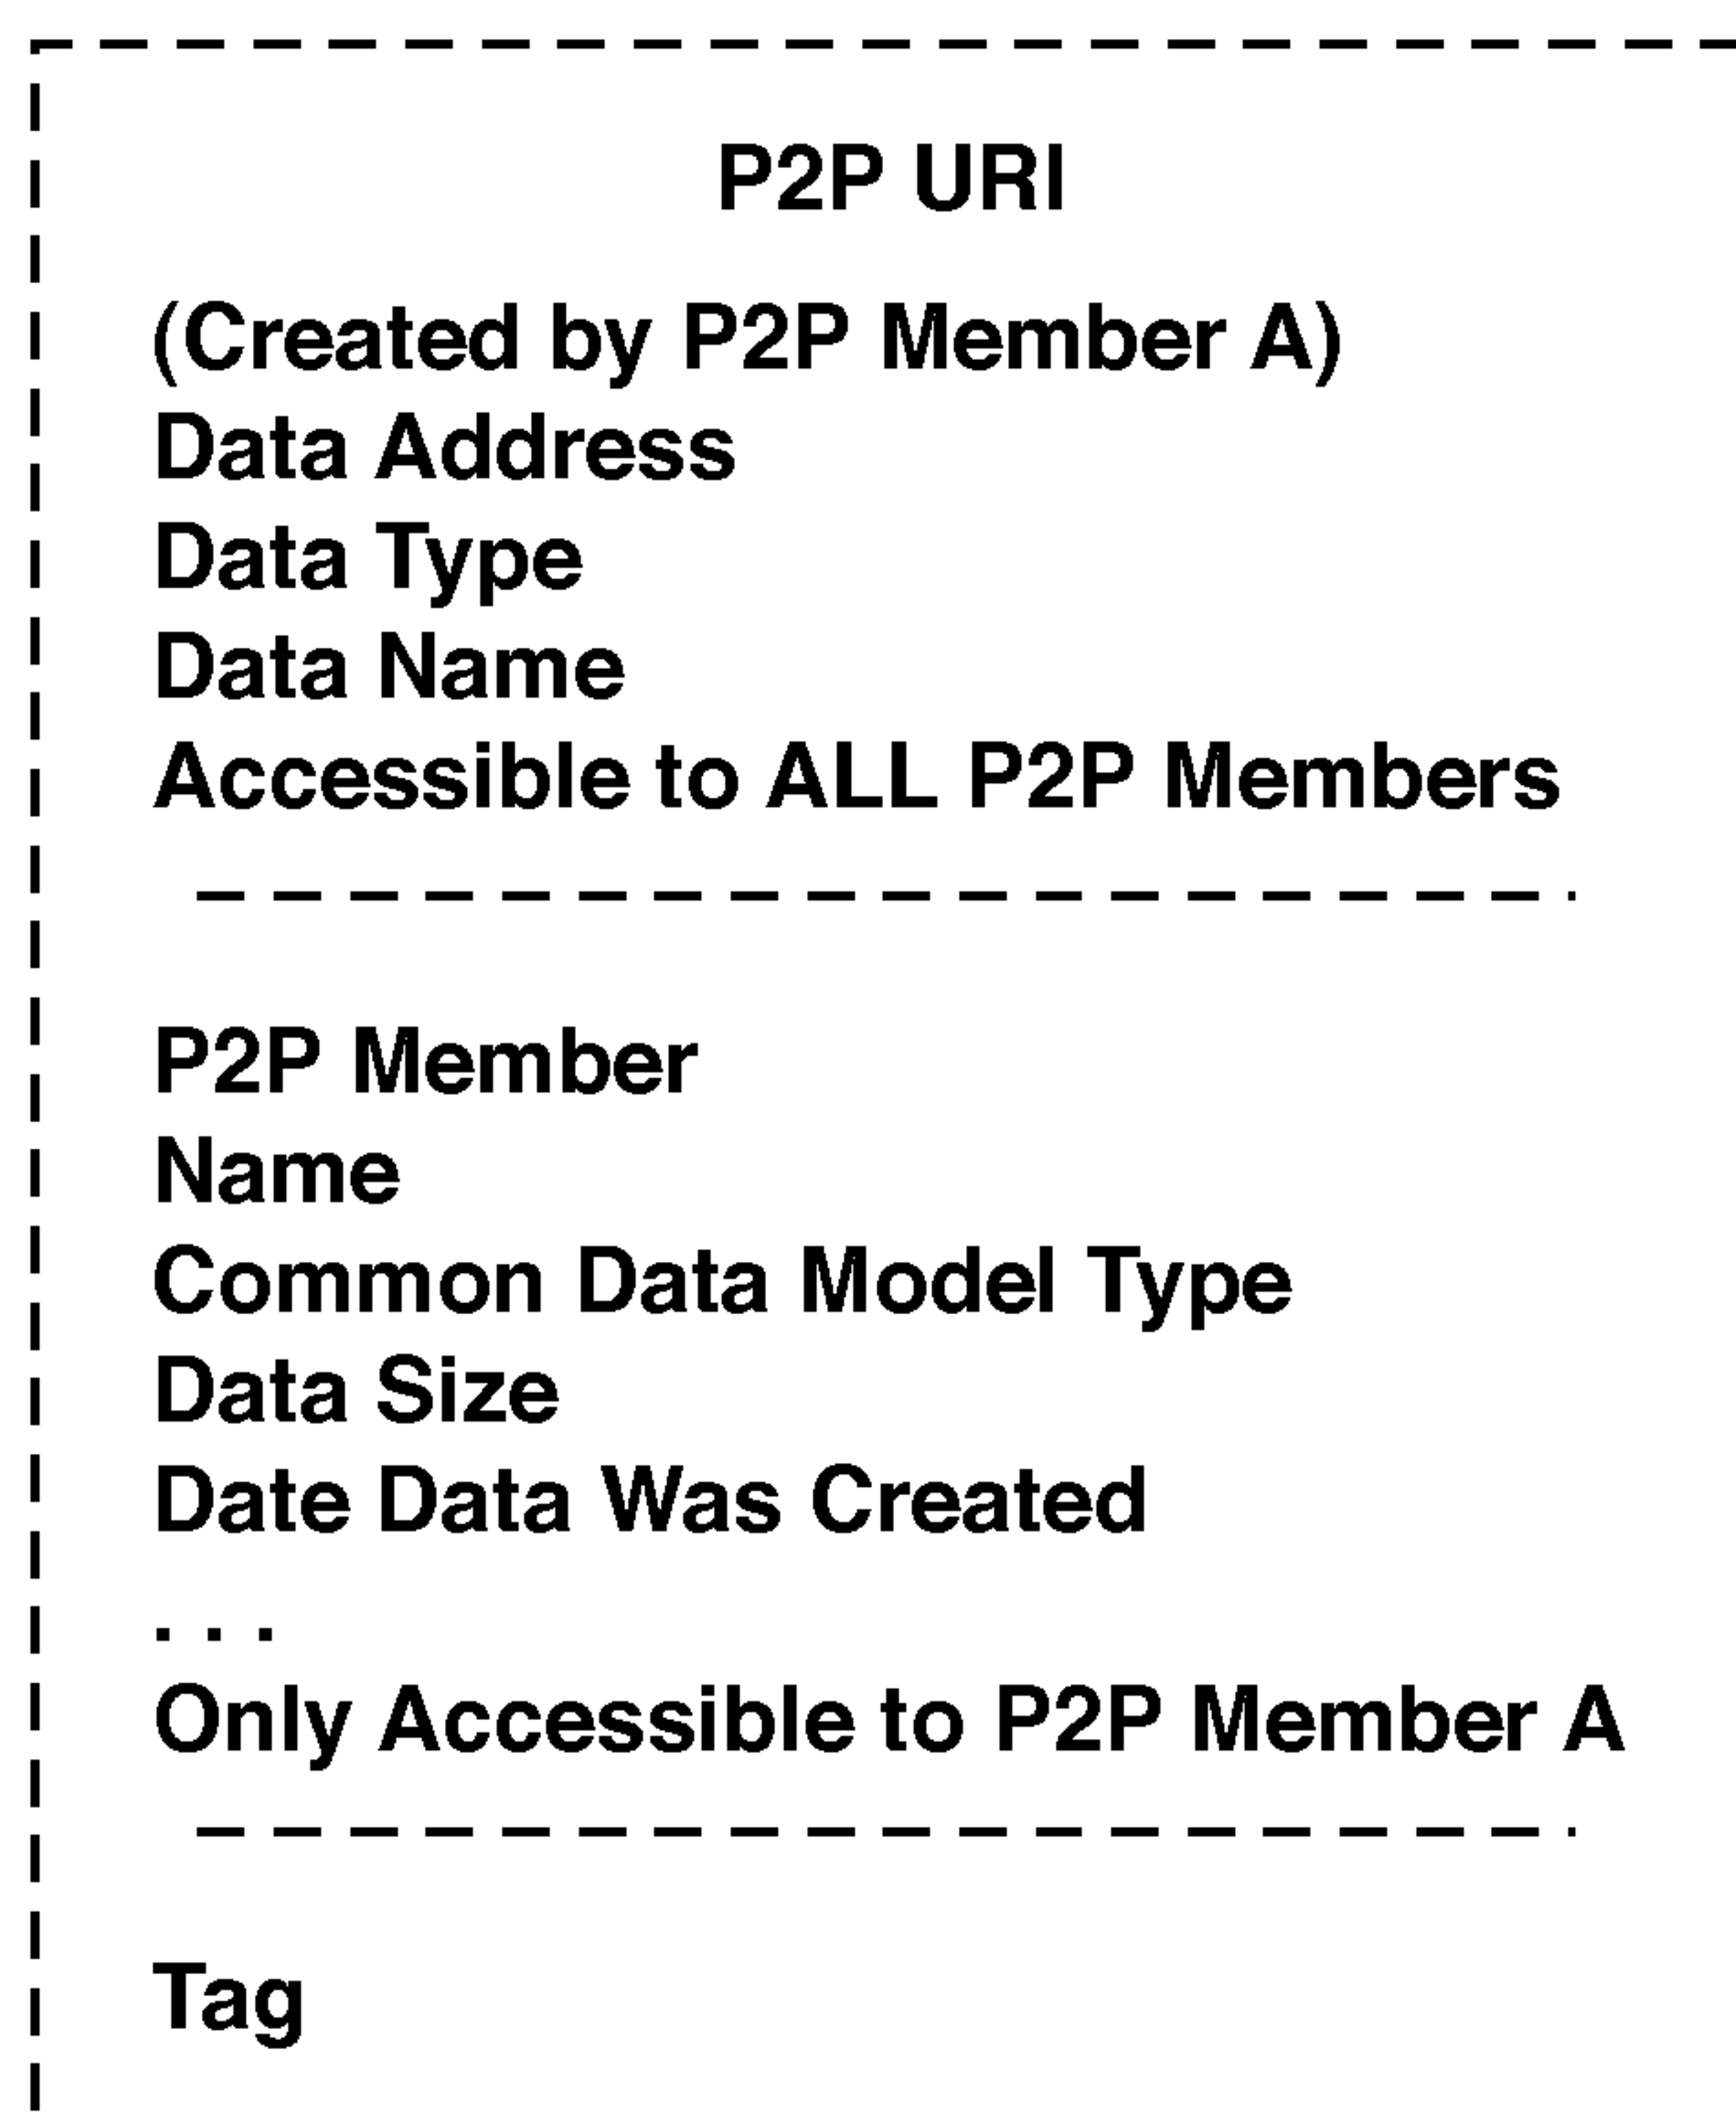 P2P URI
(Created by P2P Member A)
Data Address
Data Type
Data Name
Accessible to ALL P2P Members
P2P Member
Name
Common Data Model Type
Data Size
Date Data Was Created
. . .
Only Accessible to P2P Member A
Tag